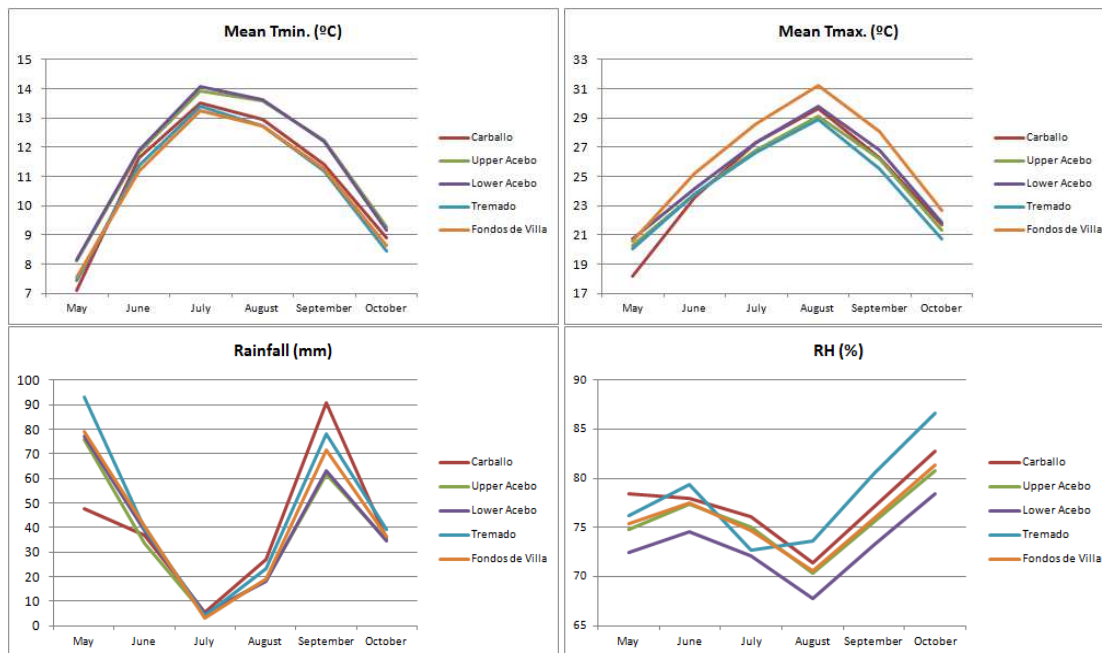 Mean Tmin. (ºC)
15
14
13
12
11
10
9
8
7
May June July August September October
Carballo
Upper Acebo
Lower Acebo
Tremado
Fondos de Villa
Mean Tmax. (ºC)
33
31
29
27
25
23
21
19
17
May June July August September October
Carballo
Upper Acebo
Lower Acebo
Tremado
Fondos de Villa
Rainfall (mm)
100
90
80
70
60
50
40
30
20
10
0
May June July August September October
Carballo
Upper Acebo
Lower Acebo
Tremado
Fondos de Villa
RH (%)
90
85
80
75
70
65
May June July August September October
Carballo
Upper Acebo
Lower Acebo
Tremado
Fondos de Villa